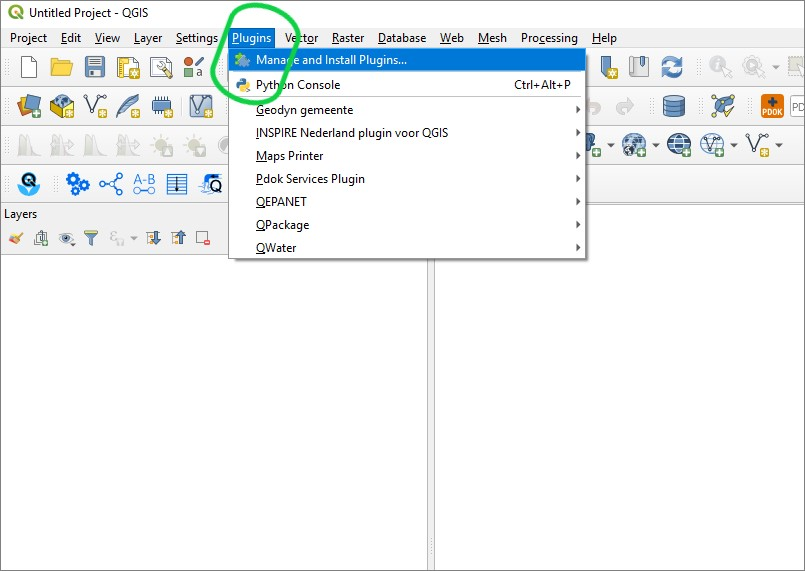 Untitled Project - QGIS
Project Edit View Layer Settings Plugins Vector Raster Database Web Mesh Processing Help
Manage and Install Plugins...
Python Console Ctrl+Alt+P
Geodyn gemeente
INSPIRE Nederland plugin voor QGIS
PDOK
Maps Printer
Pdok Services Plugin
A-B
QEPANET
Layers
QPackage
QWater